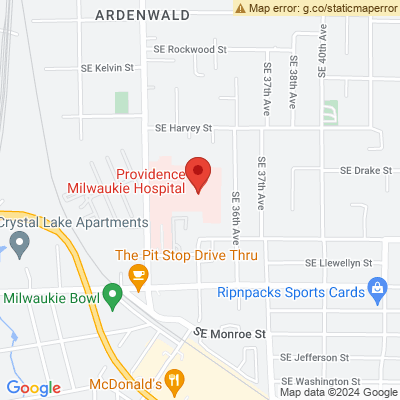 ARDENWALD
Map error: g.co/staticmaperror
SE Rockwood St
SE Kelvin St
SE 37th Ave
SE 38th Ave
SE 40th Ave
SE Harvey St
Providence
Milwaukie Hospital
SE Drake St
SE 36th Ave
SE 37th Ave
Crystal Lake Apartments
The Pit Stop Drive Thru
SE Llewellyn St
Milwaukie Bowl
Ripnpacks Sports Cards
SE Monroe St
SE Jefferson St
McDonald's
SE Washington St
Google
Map data ©2024 Google